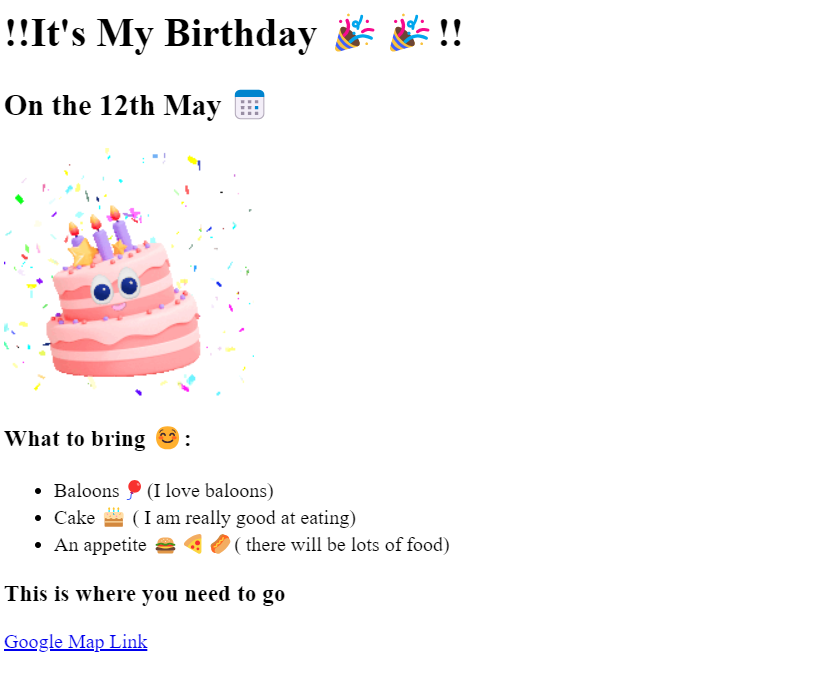 !!It's My Birthday 🎉 🎉 !!
On the 12th May 📅
What to bring 😊 :
• Baloons 🎈 (I love baloons)
• Cake 🎂 ( I am really good at eating)
• An appetite 🍔 🍕 🌭 ( there will be lots of food)
This is where you need to go
Google Map Link